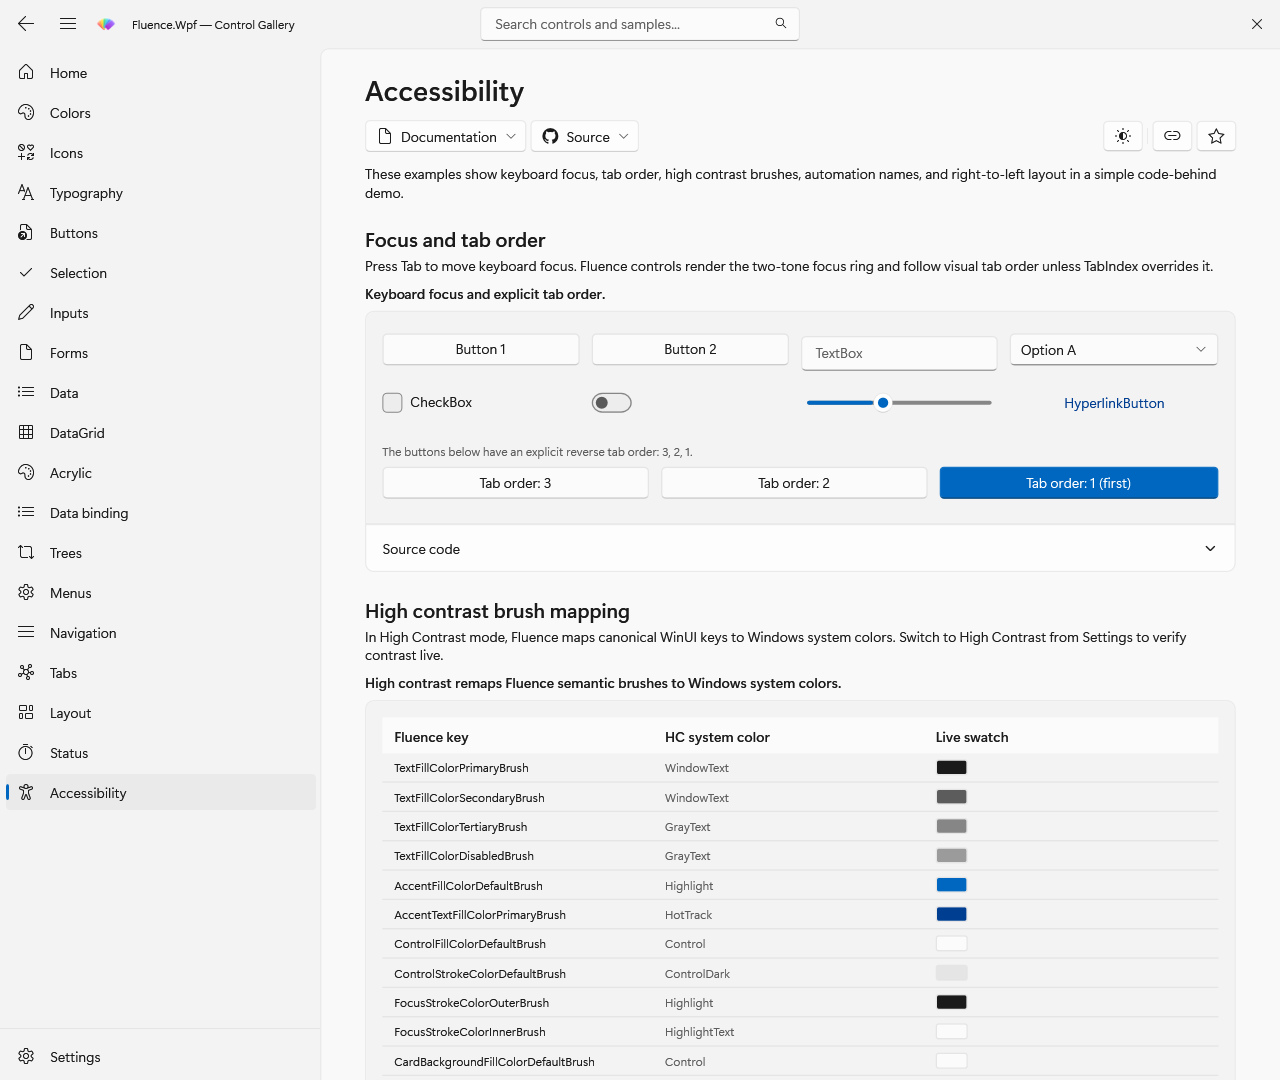 Fluence.Wpf — Control Gallery
Search controls and samples...
Home
Colors
Icons
Typography
Buttons
Selection
Inputs
Forms
Data
DataGrid
Acrylic
Data binding
Trees
Menus
Navigation
Tabs
Layout
Status
Accessibility
Settings
Accessibility
Documentation
Source
These examples show keyboard focus, tab order, high contrast brushes, automation names, and right-to-left layout in a simple code-behind
demo.
Focus and tab order
Press Tab to move keyboard focus. Fluence controls render the two-tone focus ring and follow visual tab order unless TabIndex overrides it.
Keyboard focus and explicit tab order.
Button 1
Button 2
TextBox
Option A
CheckBox
HyperlinkButton
The buttons below have an explicit reverse tab order: 3, 2, 1.
Tab order: 3
Tab order: 2
Tab order: 1 (first)
Source code
High contrast brush mapping
In High Contrast mode, Fluence maps canonical WinUI keys to Windows system colors. Switch to High Contrast from Settings to verify
contrast live.
High contrast remaps Fluence semantic brushes to Windows system colors.
Fluence key HC system color Live swatch
TextFillColorPrimaryBrush WindowText
TextFillColorSecondaryBrush WindowText
TextFillColorTertiaryBrush GrayText
TextFillColorDisabledBrush GrayText
AccentFillColorDefaultBrush Highlight
AccentTextFillColorPrimaryBrush HotTrack
ControlFillColorDefaultBrush Control
ControlStrokeColorDefaultBrush ControlDark
FocusStrokeColorOuterBrush Highlight
FocusStrokeColorInnerBrush HighlightText
CardBackgroundFillColorDefaultBrush Control